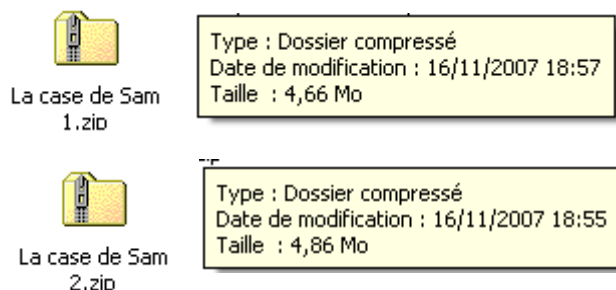 La case de Sam
1.zip
Type : Dossier compressé
Date de modification : 16/11/2007 18:57
Taille : 4,66 Mo
La case de Sam
2.zip
Type : Dossier compressé
Date de modification : 16/11/2007 18:55
Taille : 4,86 Mo